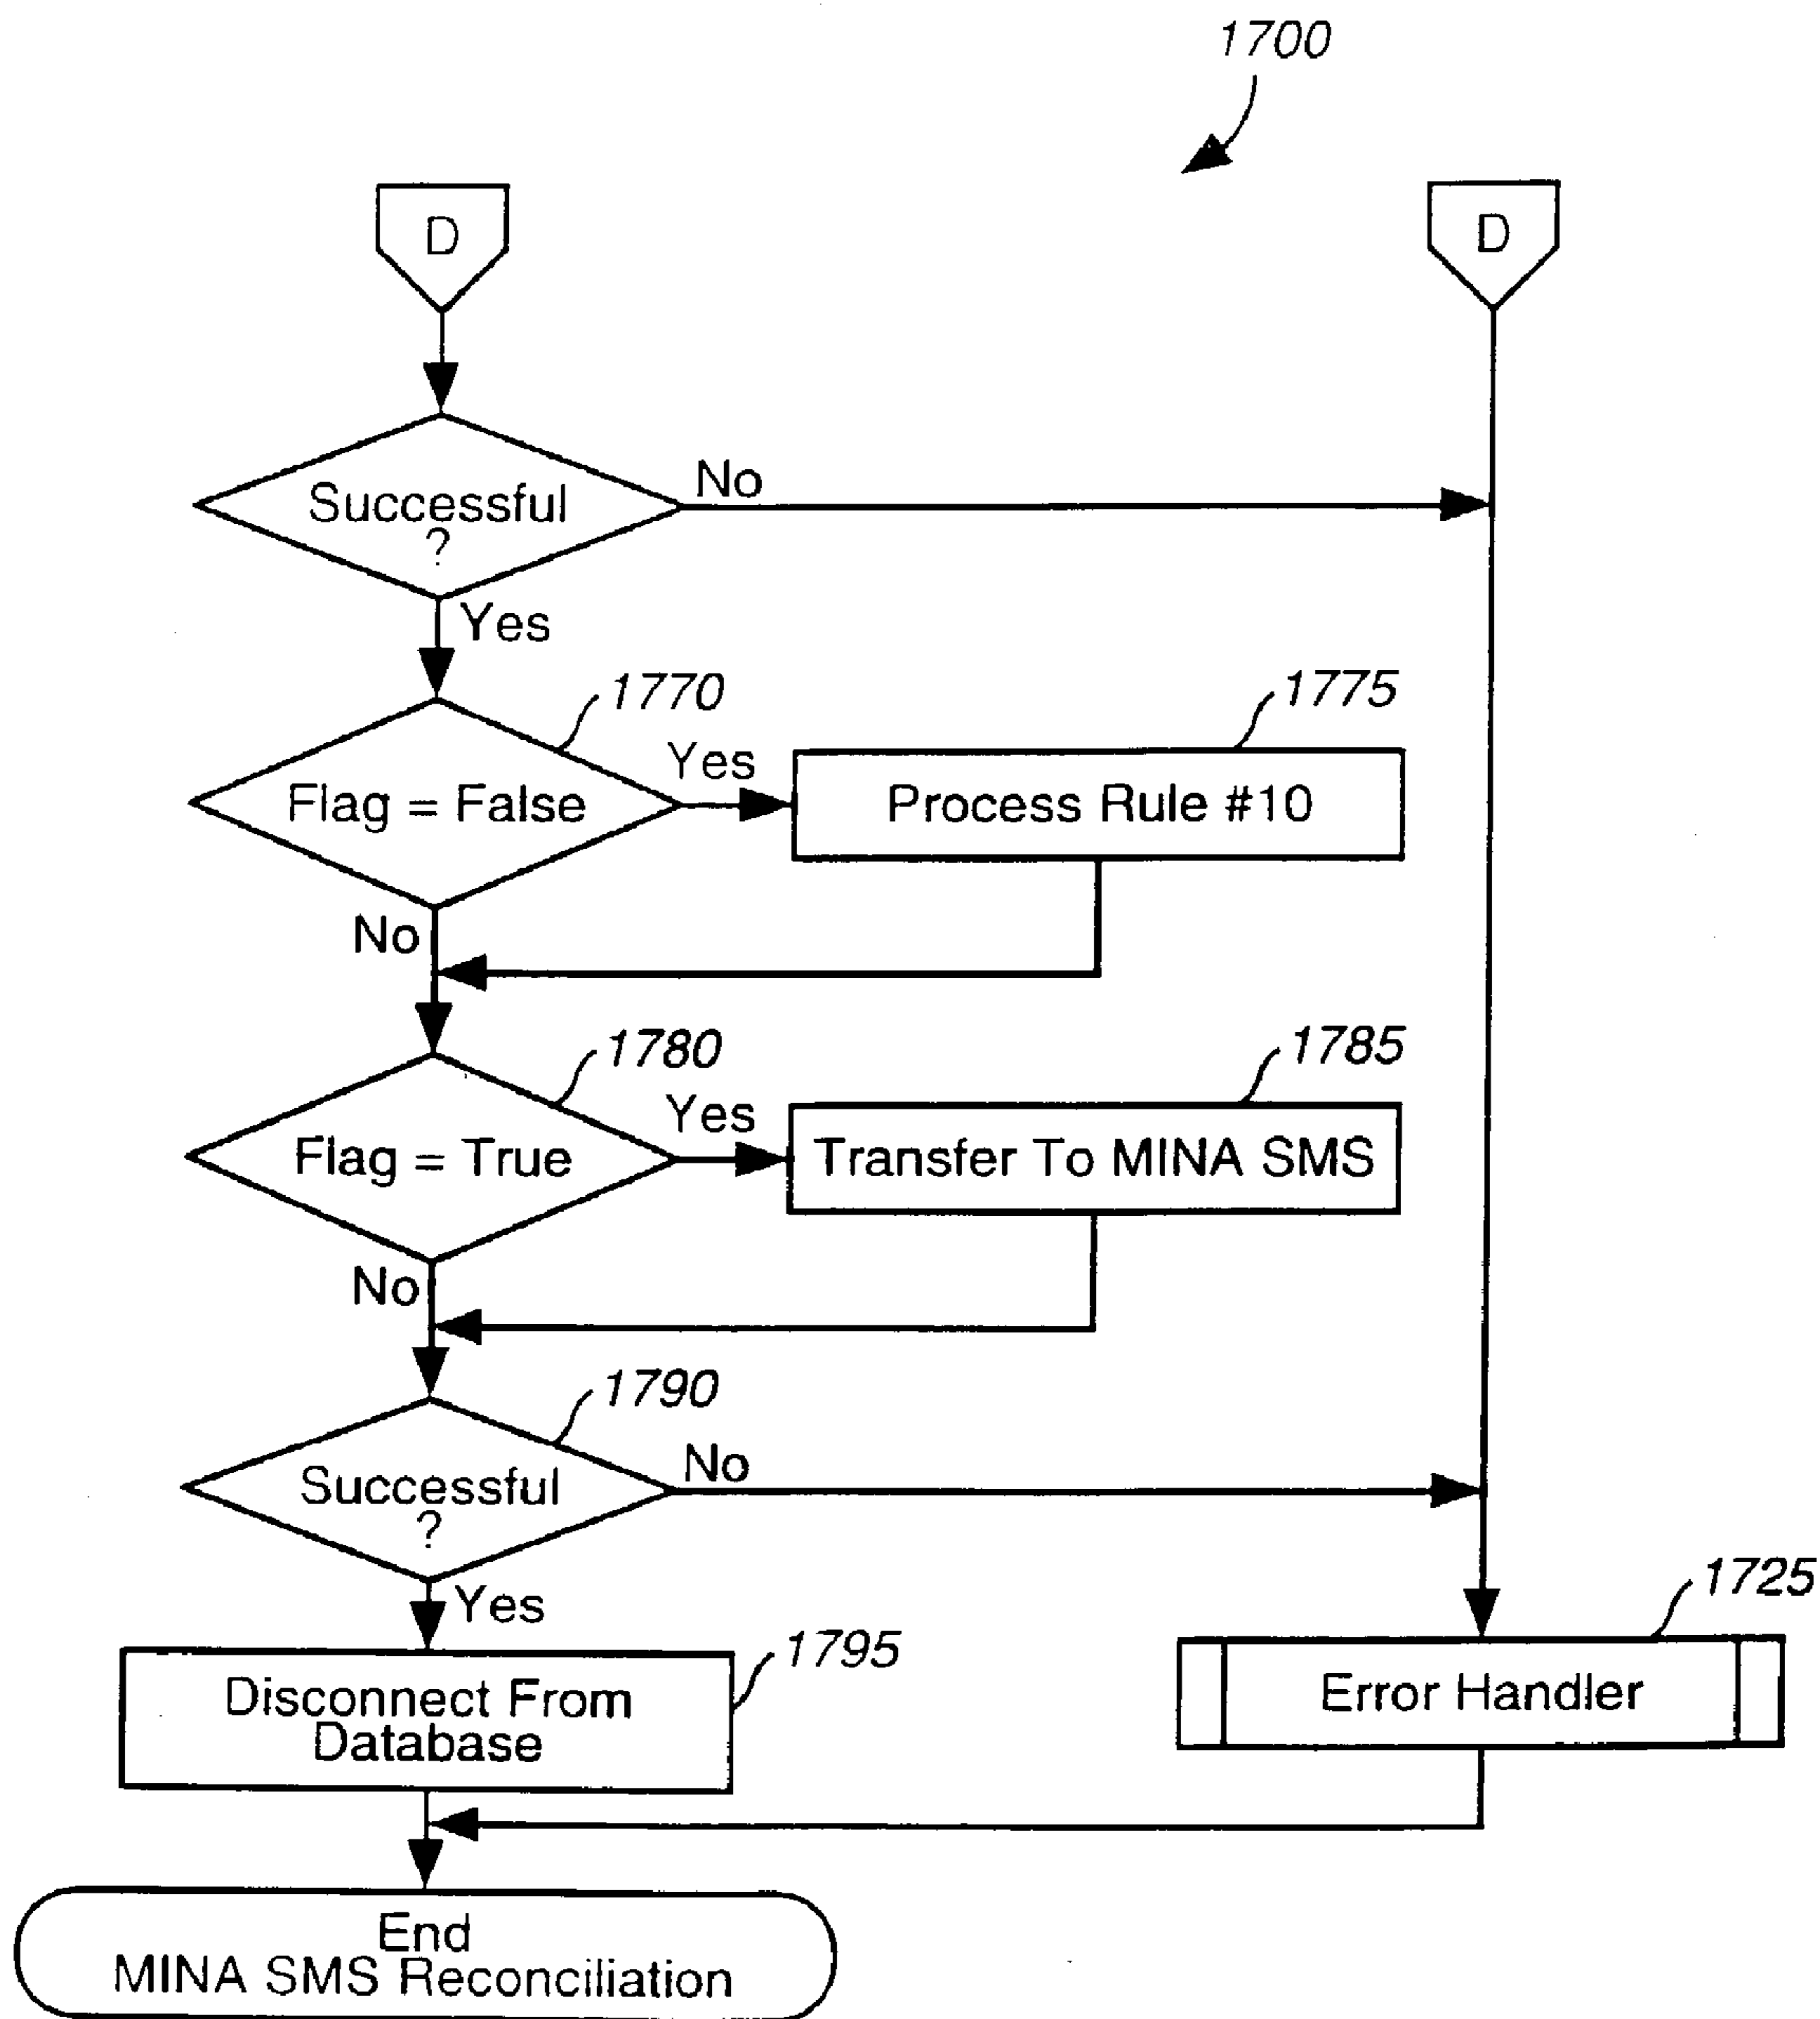 1700
D
D
Successful
?
No
Yes
1770
1775
Flag = False
Yes
Process Rule #10
No
1780
1785
Flag = True
Yes
Transfer To MINA SMS
No
1790
Successful
?
No
Yes
1725
1795
Disconnect From
Database
Error Handler
End
MINA SMS Reconciliation